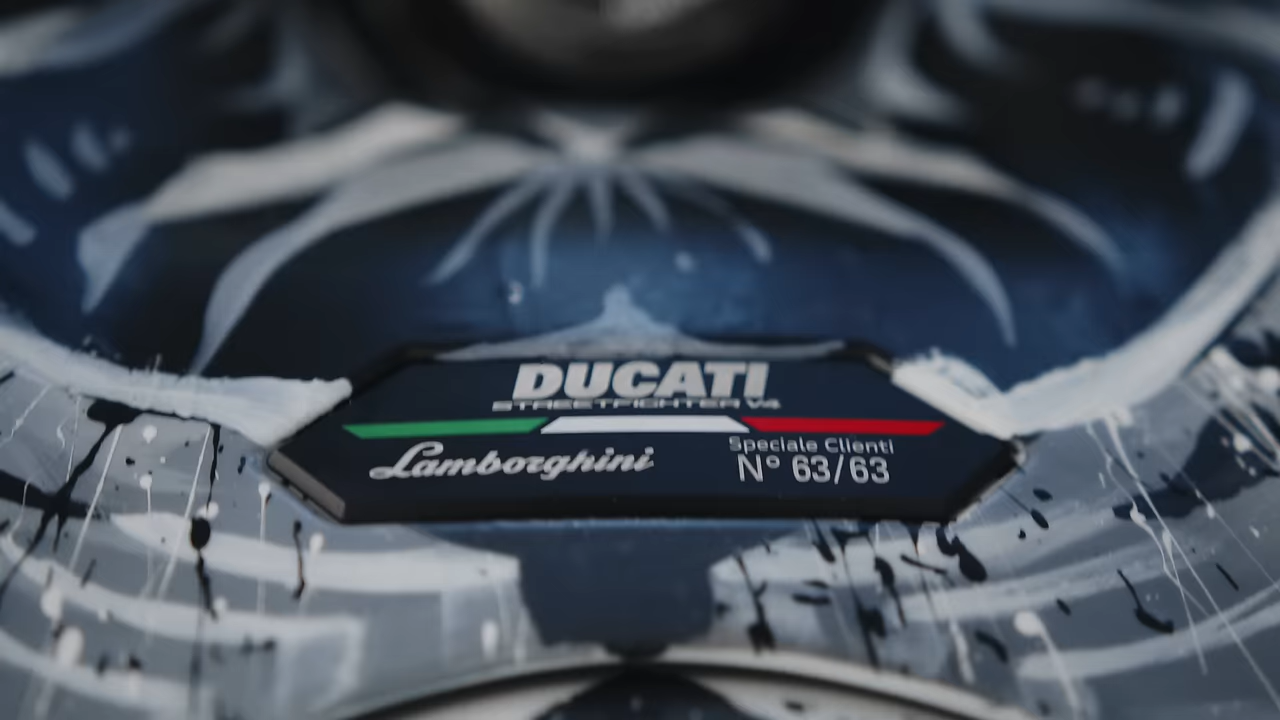 DUCATI
STREETFIGHTER V4
Lamborghini
Speciale Clienti
N° 63/63